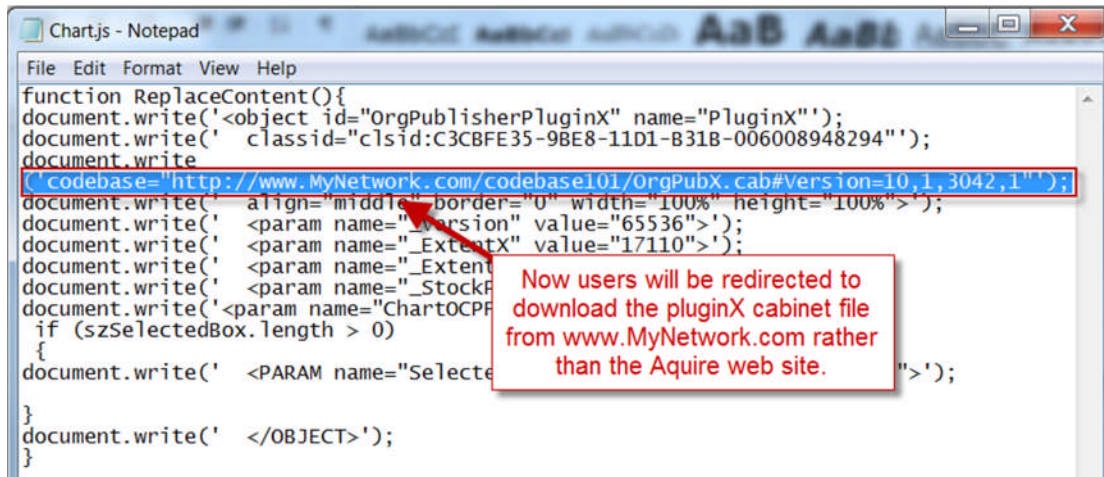 Chart.js - Notepad
File Edit Format View Help
function ReplaceContent(){
document.write('<object id="OrgPublisherPluginX" name="PluginX"');
document.write('  classid="clsid:C3CBFE35-9BE8-11D1-B31B-006008948294"');
document.write
('codebase="http://www.MyNetwork.com/codebase101/OrgPubX.cab#Version=10,1,3042,1"');
document.write('  align="middle" border="0" width="100%" height="100%">');
document.write('  <param name="_Version" value="65536">');
document.write('  <param name="_ExtentX" value="17110">');
document.write('  <param name="_Extent
document.write('  <param name="_StockP
document.write('<param name="ChartOCPF
if (szSelectedBox.length > 0)
{
document.write('  <PARAM name="Selecte ">');
}
document.write('  </OBJECT>');
}
Now users will be redirected to
download the pluginX cabinet file
from www.MyNetwork.com rather
than the Aquire web site.